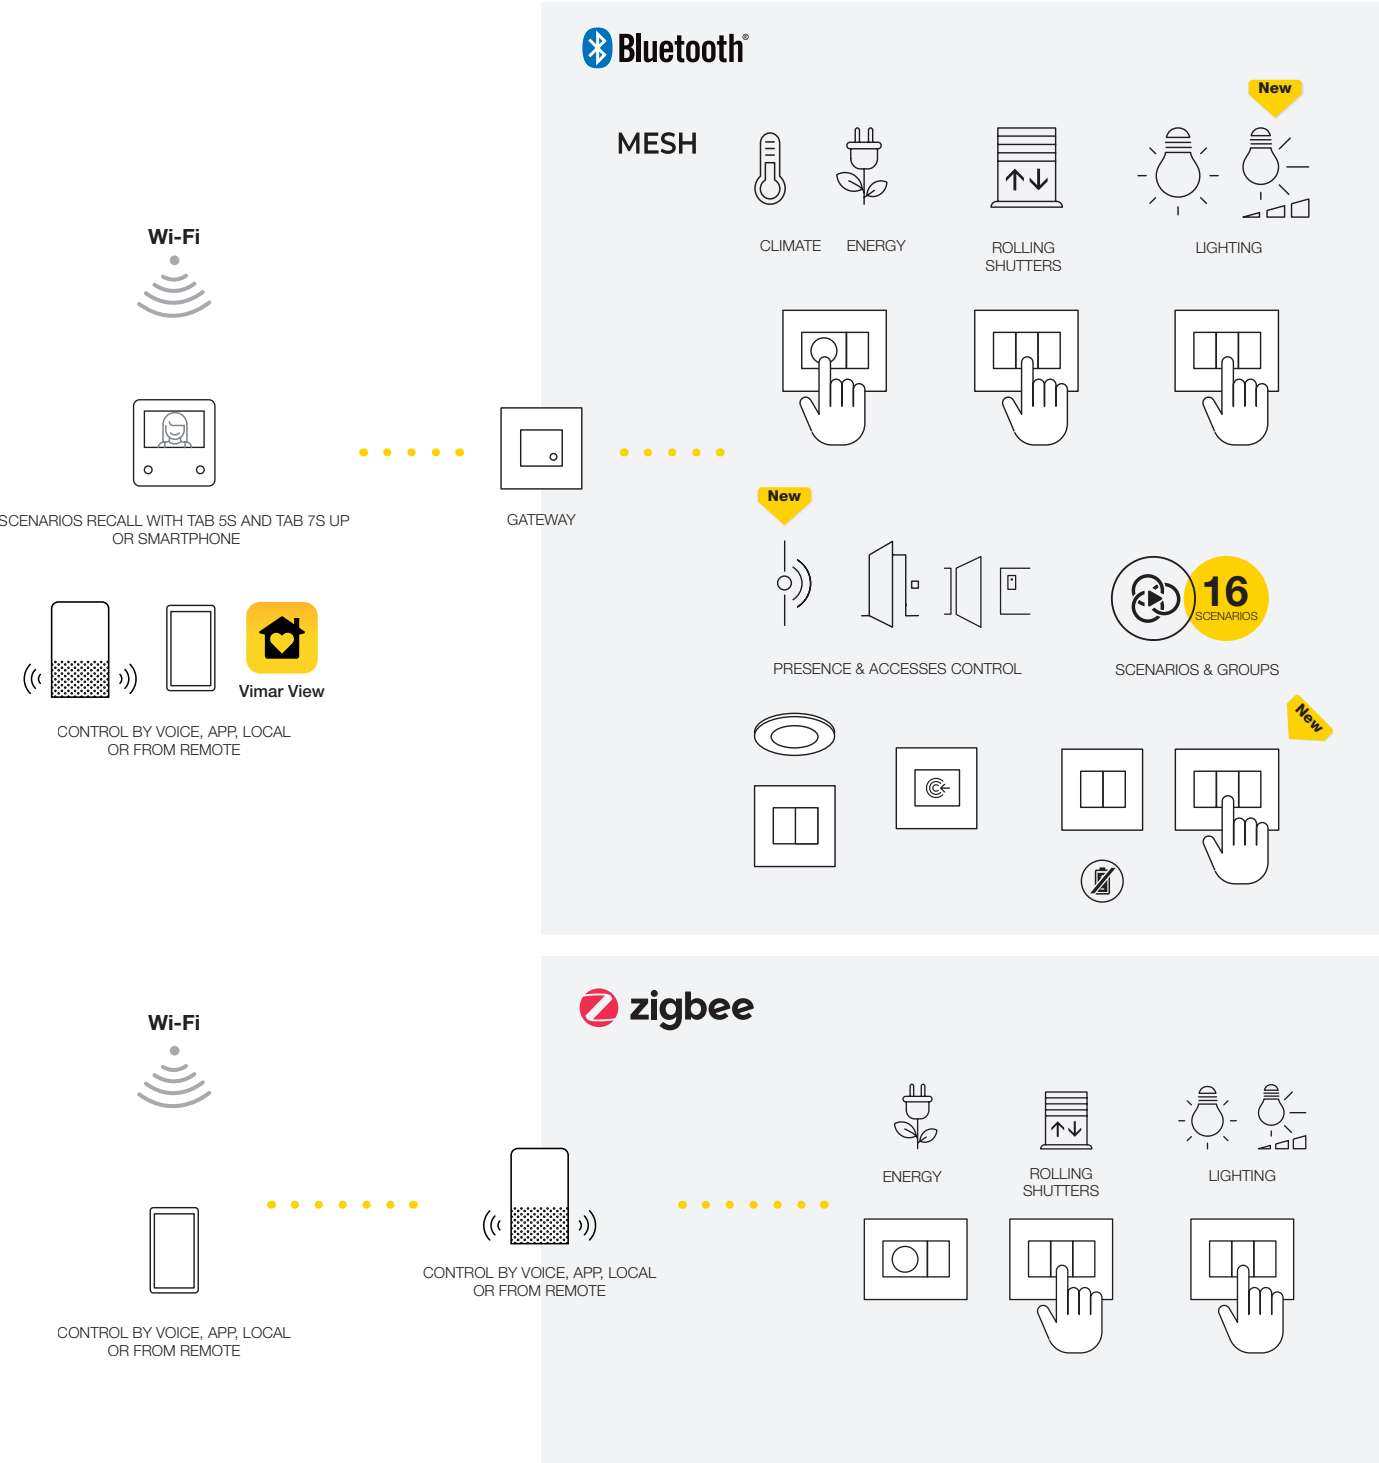 Bluetooth®
New
MESH
CLIMATE
ENERGY
ROLLING
SHUTTERS
LIGHTING
Wi-Fi
SCENARIOS RECALL WITH TAB 5S AND TAB 7S UP
OR SMARTPHONE
GATEWAY
New
16
SCENARIOS
PRESENCE & ACCESSES CONTROL
SCENARIOS & GROUPS
Vimar View
CONTROL BY VOICE, APP, LOCAL
OR FROM REMOTE
New
zigbee
Wi-Fi
ENERGY
ROLLING
SHUTTERS
LIGHTING
CONTROL BY VOICE, APP, LOCAL
OR FROM REMOTE
CONTROL BY VOICE, APP, LOCAL
OR FROM REMOTE